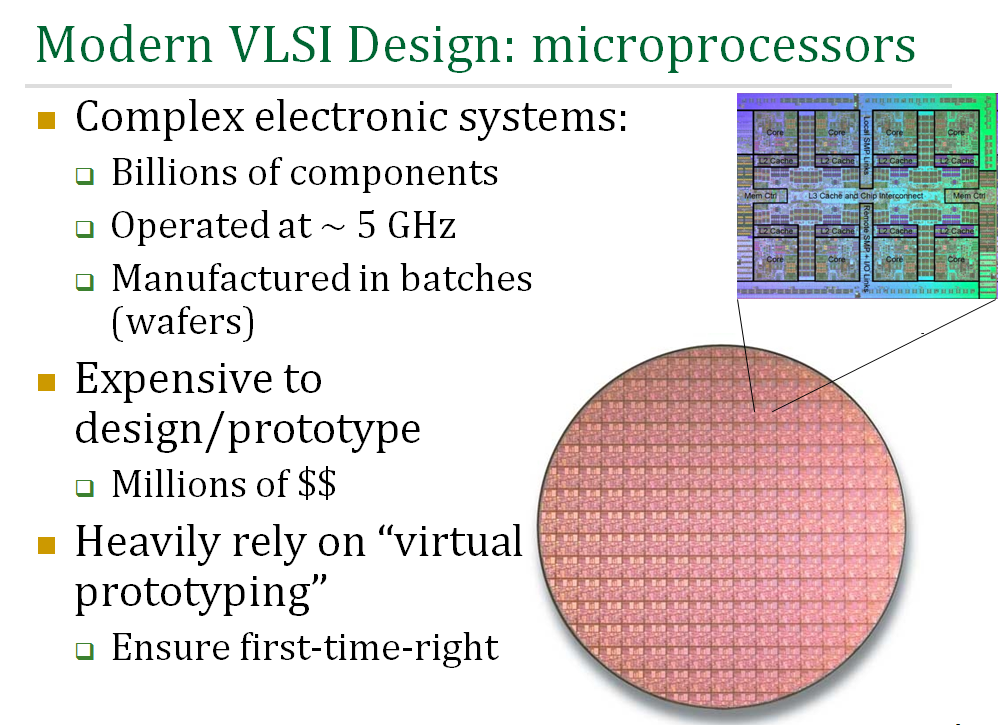 Modern VLSI Design: microprocessors
Complex electronic systems:
Billions of components
Operated at ~ 5 GHz
Manufactured in batches
(wafers)
Expensive to
design/prototype
Millions of $$
Heavily rely on “virtual
prototyping”
Ensure first-time-right
Core
Core
Core
Core
L2 Cache
L2 Cache
L2 Cache
L2 Cache
Local SMP Links
Mem Ctrl
L3 Cache and Chip Interconnect
Mem Ctrl
Remote SMP + I/O Links
L2 Cache
L2 Cache
L2 Cache
L2 Cache
Core
Core
Core
Core